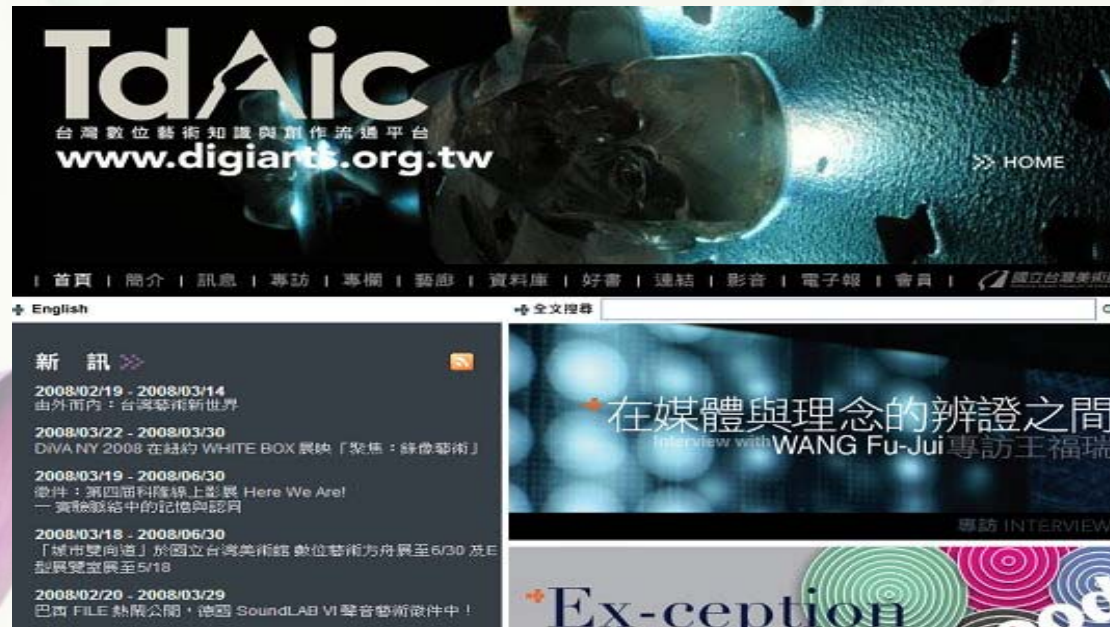 TdAic
台灣數位藝術知識與創作流通平台
www.digiarts.org.tw
>> HOME
| 首頁 | 簡介 | 訊息 | 專訪 | 專欄 | 藝廊 | 資料庫 | 好書 | 連結 | 影音 | 電子報 | 會員 | 國立台灣美術
English
全文搜尋
新 訊 >>
2008/02/19 - 2008/03/14
由外而內：台灣藝術新世界
2008/03/22 - 2008/03/30
DiVA NY 2008 在紐約 WHITE BOX 展映「聚焦：錄像藝術」
2008/03/19 - 2008/06/30
徵件：第四屆科隆線上影展 Here We Are!
— 實驗脈絡中的記憶與認同
2008/03/18 - 2008/06/30
「城市雙向道」於國立台灣美術館 數位藝術方舟展至6/30 及E
型展覽室展至5/18
2008/02/20 - 2008/03/29
巴西 FILE 熱鬧公開，德國 SoundLAB VI 聲音藝術徵件中！
在媒體與理念的辨證之間
Interview with WANG Fu-Jui 專訪王福瑞
專訪 INTERVIEW
Ex-ception